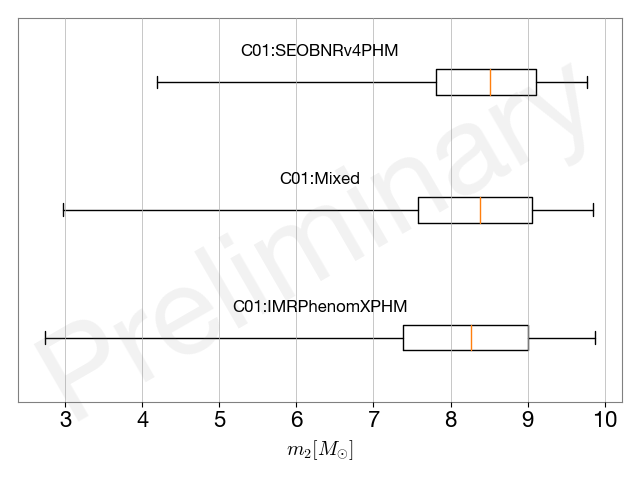 C01:SEOBNRv4PHM
C01:Mixed
C01:IMRPhenomXPHM
Preliminary
3 4 5 6 7 8 9 10
m₂[M⊙]